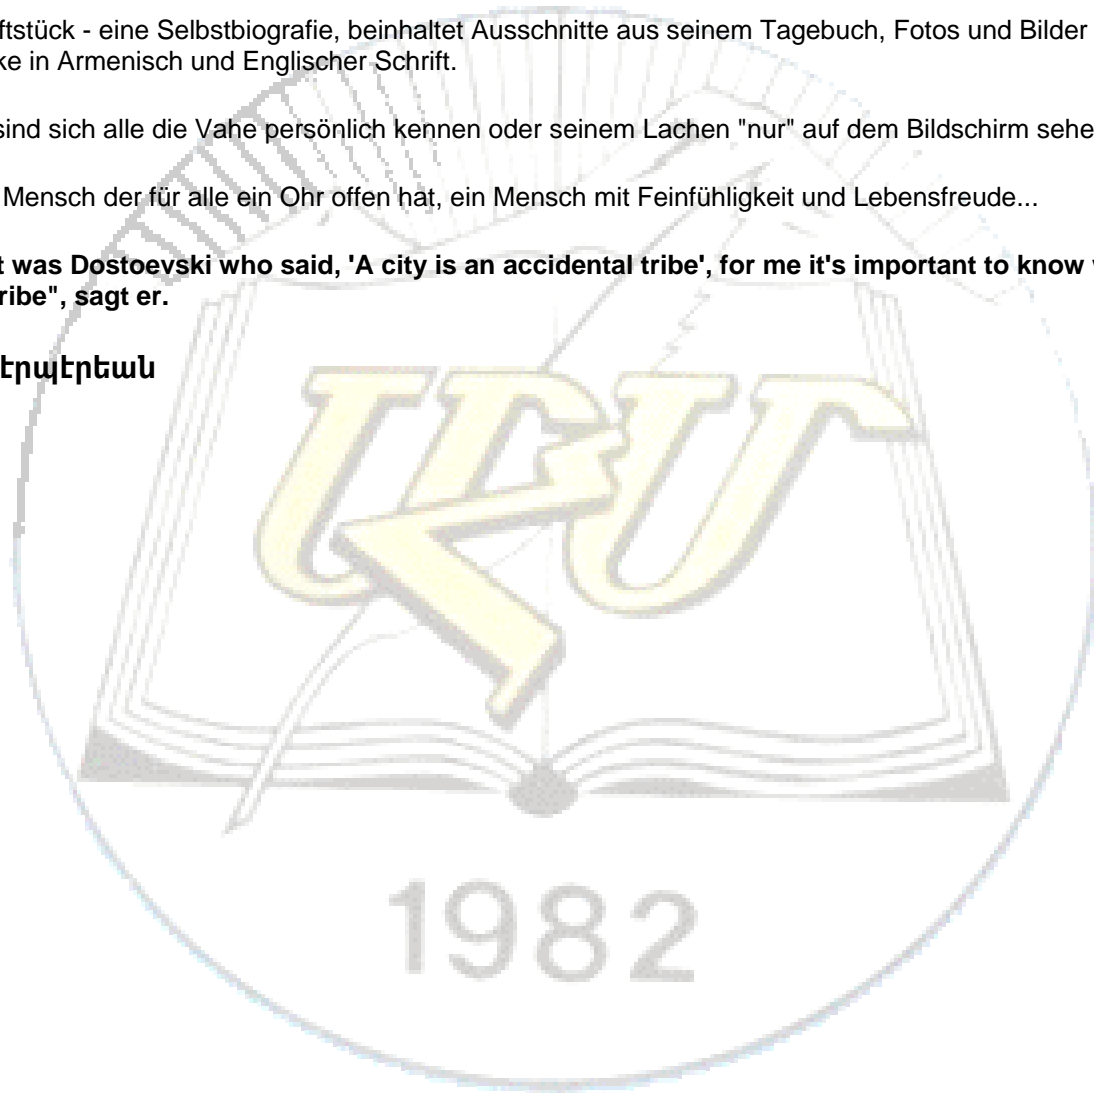 ftstück - eine Selbstbiografie, beinhaltet Ausschnitte aus seinem Tagebuch, Fotos und Bilder
ke in Armenisch und Englischer Schrift.
sind sich alle die Vahe persönlich kennen oder seinem Lachen "nur" auf dem Bildschirm sehe
Mensch der für alle ein Ohr offen hat, ein Mensch mit Feinfühligkeit und Lebensfreude...
t was Dostoevski who said, 'A city is an accidental tribe', for me it's important to know
ribe", sagt er.
էրպէրեան
ՍԿՈՒ
1982